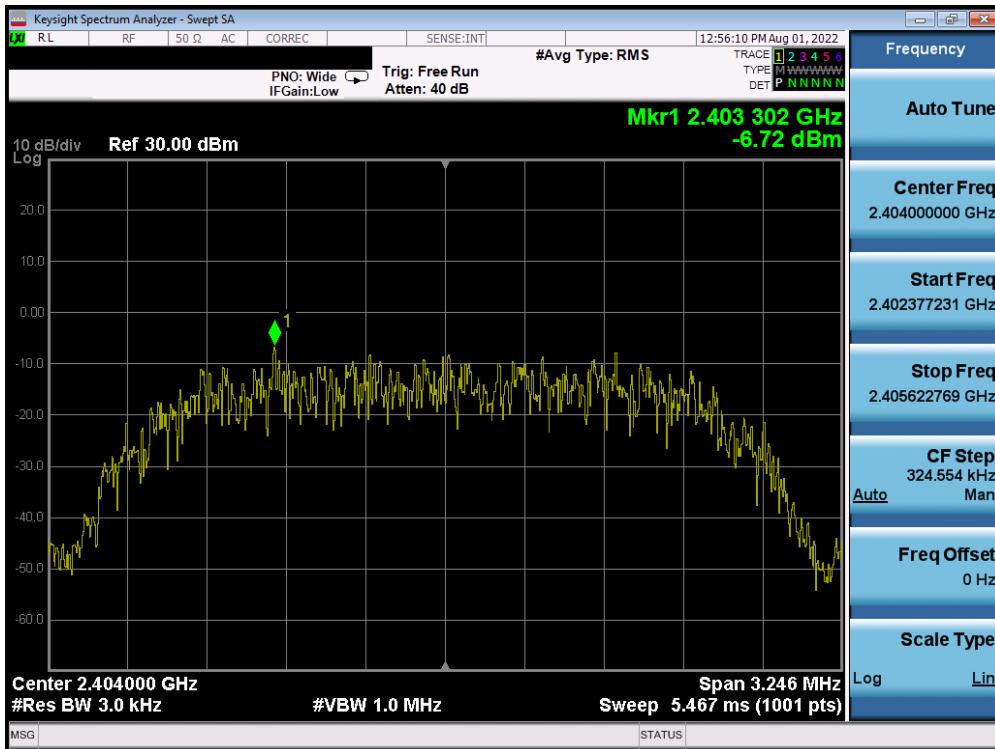 Keysight Spectrum Analyzer - Swept SA
LXI RL RF 50 Ω AC CORREC SENSE:INT 12:56:10 PM Aug 01, 2022
#Avg Type: RMS TRACE 1 2 3 4 5 6
PNO: Wide Trig: Free Run TYPE M WWWWW
IFGain:Low Atten: 40 dB DET P N N N N N
Mkr1 2.403 302 GHz
-6.72 dBm
10 dB/div Ref 30.00 dBm
Log
20.0
10.0
0.00
-10.0
-20.0
-30.0
-40.0
-50.0
-60.0
1
Center 2.404000 GHz Span 3.246 MHz
#Res BW 3.0 kHz #VBW 1.0 MHz Sweep 5.467 ms (1001 pts)
MSG STATUS
Frequency
Auto Tune
Center Freq
2.404000000 GHz
Start Freq
2.402377231 GHz
Stop Freq
2.405622769 GHz
CF Step
324.554 kHz
Auto Man
Freq Offset
0 Hz
Scale Type
Log Lin